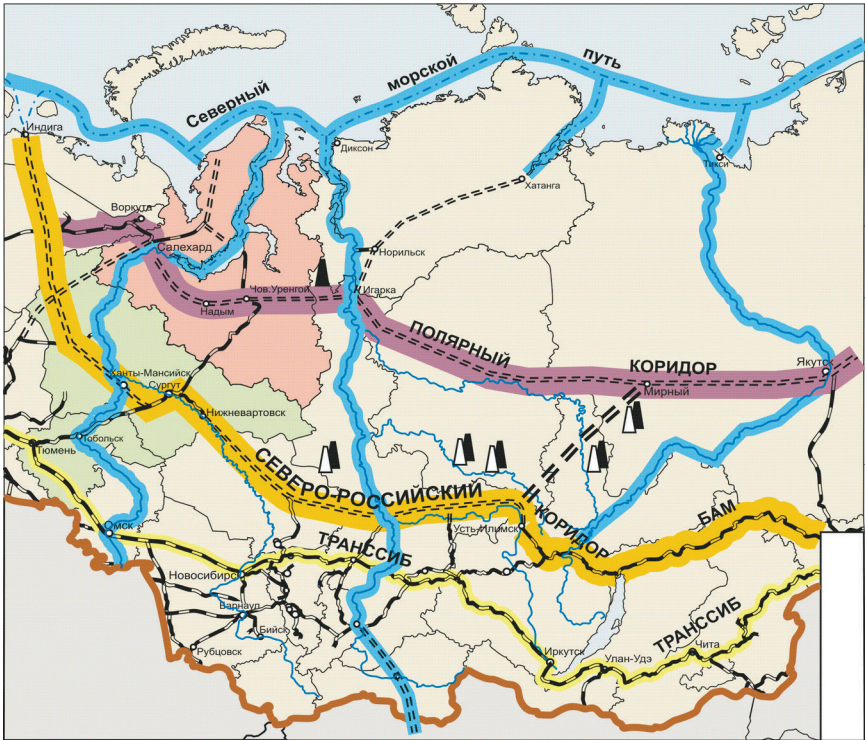 Северный
морской
путь
Индига
Диксон
Тикси
Хатанга
Воркута
Салехард
Норильск
Нов.Уренгой
Игарка
Надым
ПОЛЯРНЫЙ
КОРИДОР
Якутск
Мирный
Ханты-Мансийск
Сургут
Нижневартовск
Тобольск
Тюмень
СЕВЕРО-РОССИЙСКИЙ
КОРИДОР
Усть-Илимск
БАМ
Омск
ТРАНССИБ
Новосибирск
Барнаул
Бийск
Рубцовск
ТРАНССИБ
Иркутск
Улан-Удэ
Чита